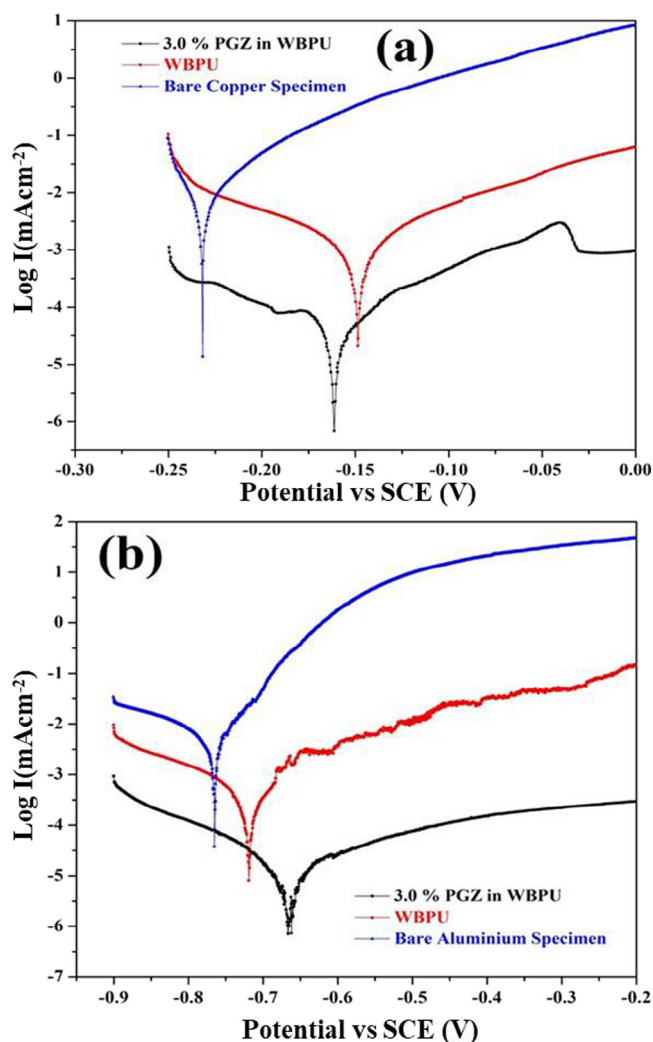 (a)
3.0 % PGZ in WBPU
WBPU
Bare Copper Specimen
Log I(mAcm⁻²)
1
0
-1
-2
-3
-4
-5
-6
-0.30
-0.25
-0.20
-0.15
-0.10
-0.05
0.00
Potential vs SCE (V)
(b)
Log I(mAcm⁻²)
2
1
0
-1
-2
-3
-4
-5
-6
-7
3.0 % PGZ in WBPU
WBPU
Bare Aluminium Specimen
-0.9
-0.8
-0.7
-0.6
-0.5
-0.4
-0.3
-0.2
Potential vs SCE (V)